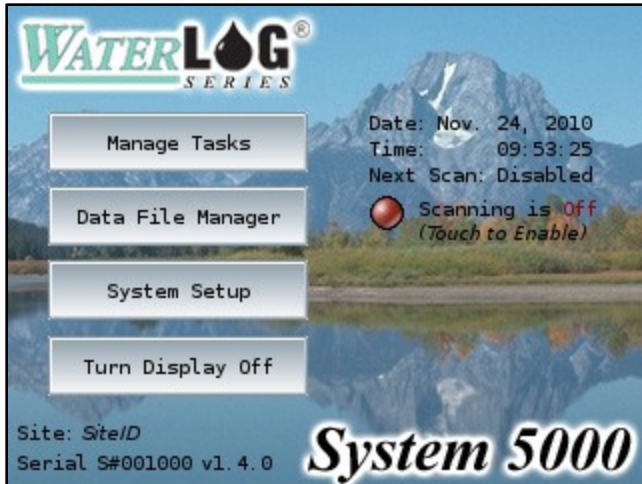 WATERLOG®
SERIES
Manage Tasks
Data File Manager
System Setup
Turn Display Off
Date: Nov. 24, 2010
Time: 09:53:25
Next Scan: Disabled
Scanning is Off
(Touch to Enable)
Site: SiteID
Serial S#001000 v1.4.0
System 5000